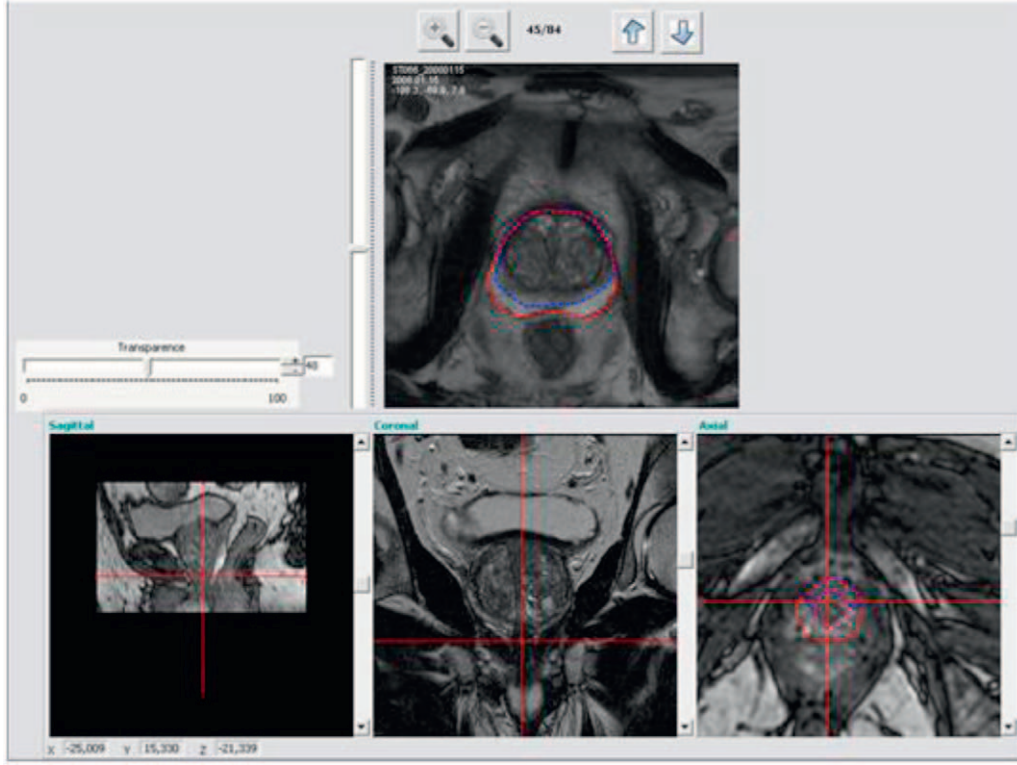 45/84
Transparence
40
0 100
Sagittal Coronal Axial
X -25,009 Y 15,330 Z -21,339